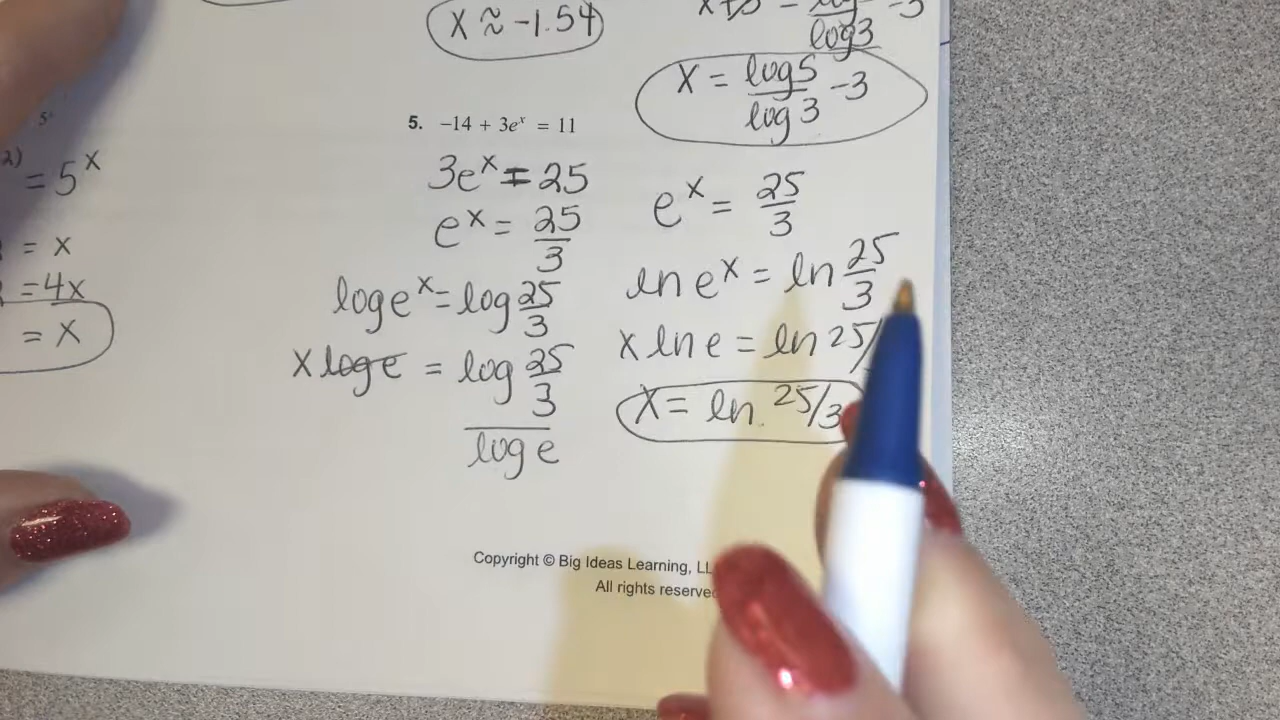 x ≈ -1.54
log3
x = log5/log3 - 3
5x
= 5^x
= x
= 4x
= x
5. -14 + 3e^x = 11
3e^x = 25
e^x = 25/3
log e^x = log 25/3
x log e = log 25/3
log e
e^x = 25/3
ln e^x = ln 25/3
x ln e = ln 25/
x = ln 25/3
Copyright © Big Ideas Learning,
All rights